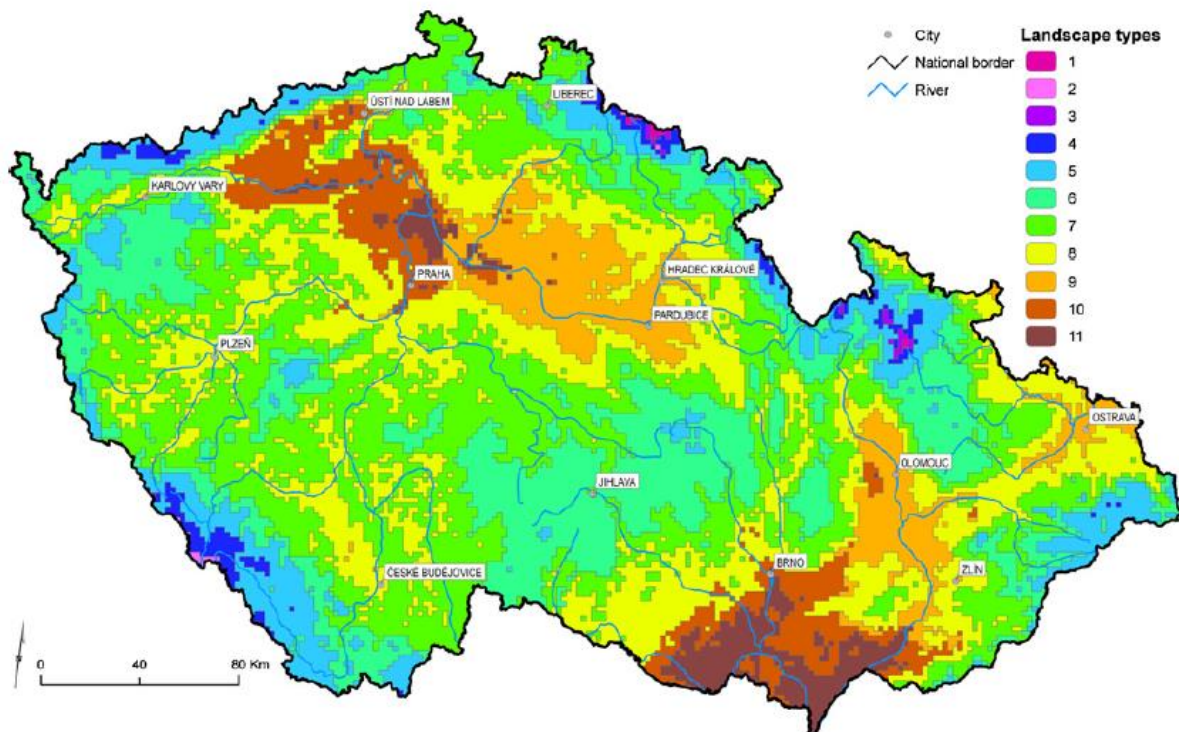 City
National border
River
Landscape types
1
2
3
4
5
6
7
8
9
10
11
ÚSTÍ NAD LABEM
LIBEREC
KARLOVY VARY
PRAHA
HRADEC KRÁLOVÉ
PARDUBICE
PLZEŇ
OSTRAVA
OLOMOUC
JIHLAVA
BRNO
ZLÍN
ČESKÉ BUDĚJOVICE
0 40 80 Km